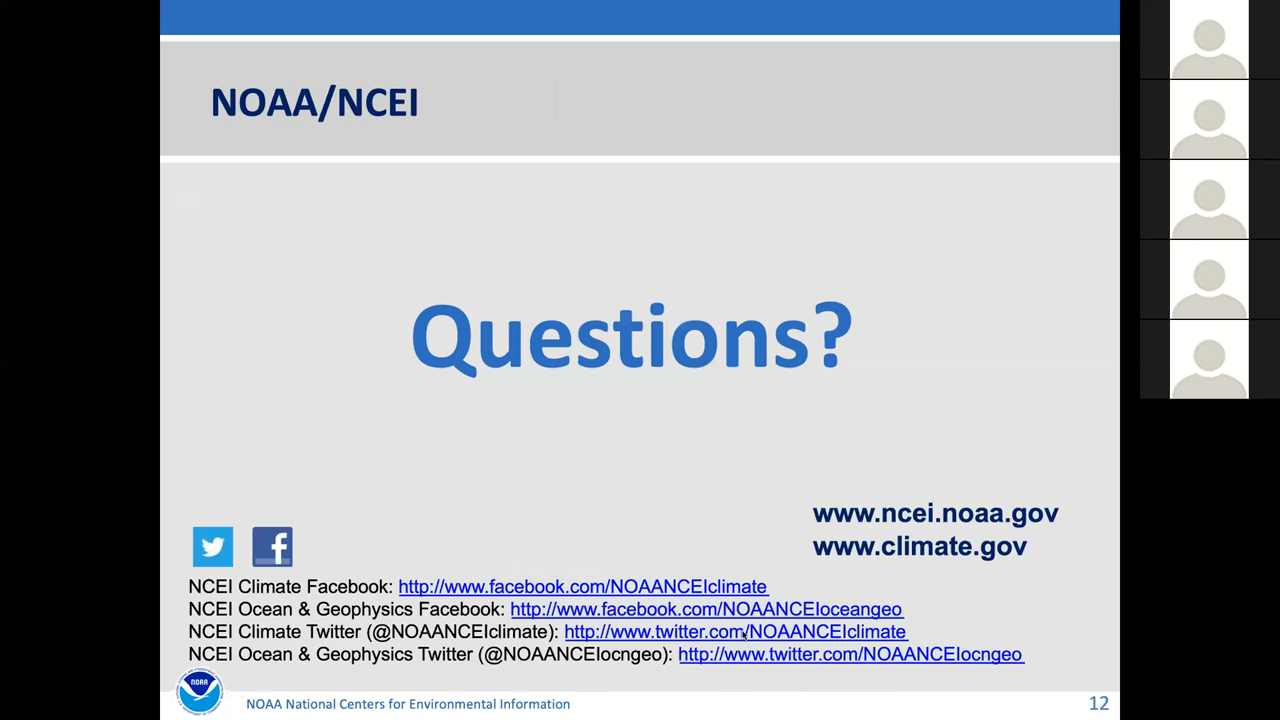 NOAA/NCEI
Questions?
www.ncei.noaa.gov
www.climate.gov
NCEI Climate Facebook: http://www.facebook.com/NOAANCEIclimate
NCEI Ocean & Geophysics Facebook: http://www.facebook.com/NOAANCEIoceangeo
NCEI Climate Twitter (@NOAANCEIclimate): http://www.twitter.com/NOAANCEIclimate
NCEI Ocean & Geophysics Twitter (@NOAANCEIocngeo): http://www.twitter.com/NOAANCEIocngeo
NOAA
NOAA National Centers for Environmental Information
12